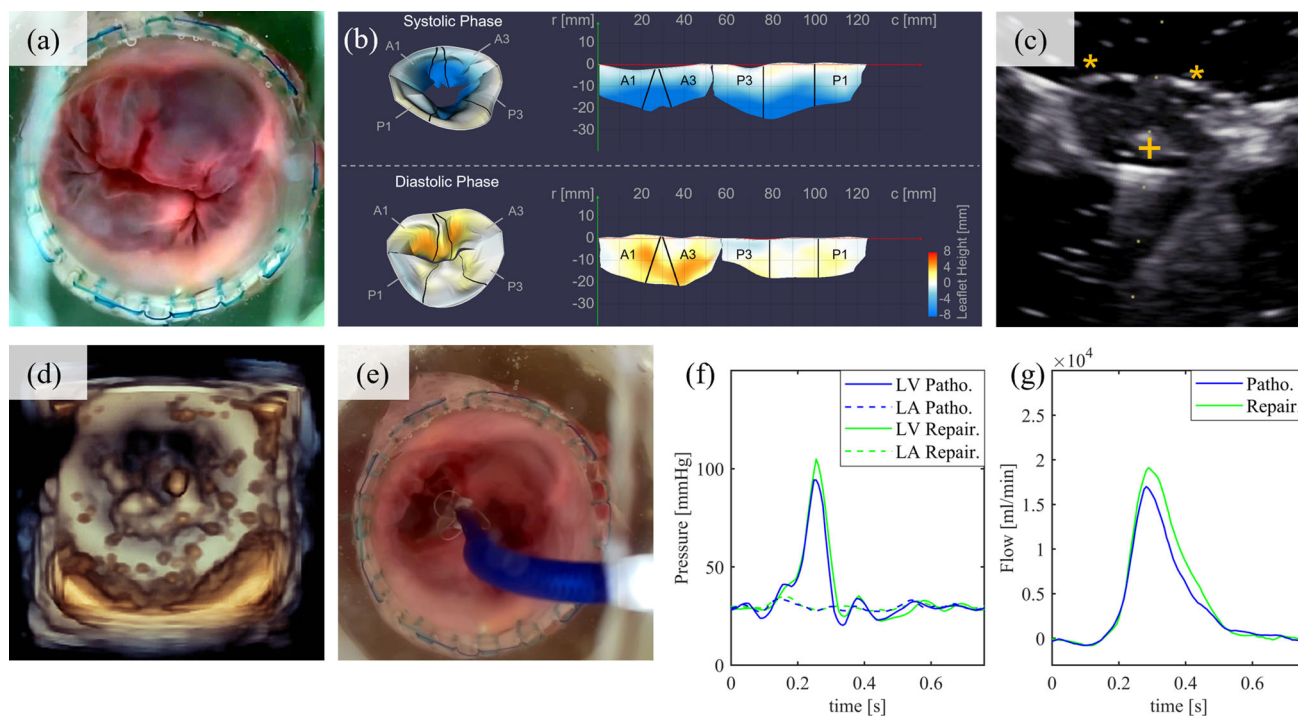 (a)
(b)
Systolic Phase
A1
A3
P1
P3
r [mm] 20 40 60 80 100 120 c [mm]
10
0
-10
-20
-30
A1 A3 P3 P1
Diastolic Phase
A1
A3
P1
P3
r [mm] 20 40 60 80 100 120 c [mm]
10
0
-10
-20
-30
A1 A3 P3 P1
8
4
0
-4
-8
Leaflet Height [mm]
(c)
* *
+
(d)
(e)
(f)
LV Patho.
LA Patho.
LV Repair.
LA Repair.
Pressure [mmHg]
100
50
0
0 0.2 0.4 0.6
time [s]
(g)
×10⁴
Patho.
Repair.
Flow [ml/min]
2.5
2
1.5
1
0.5
0
0 0.2 0.4 0.6
time [s]